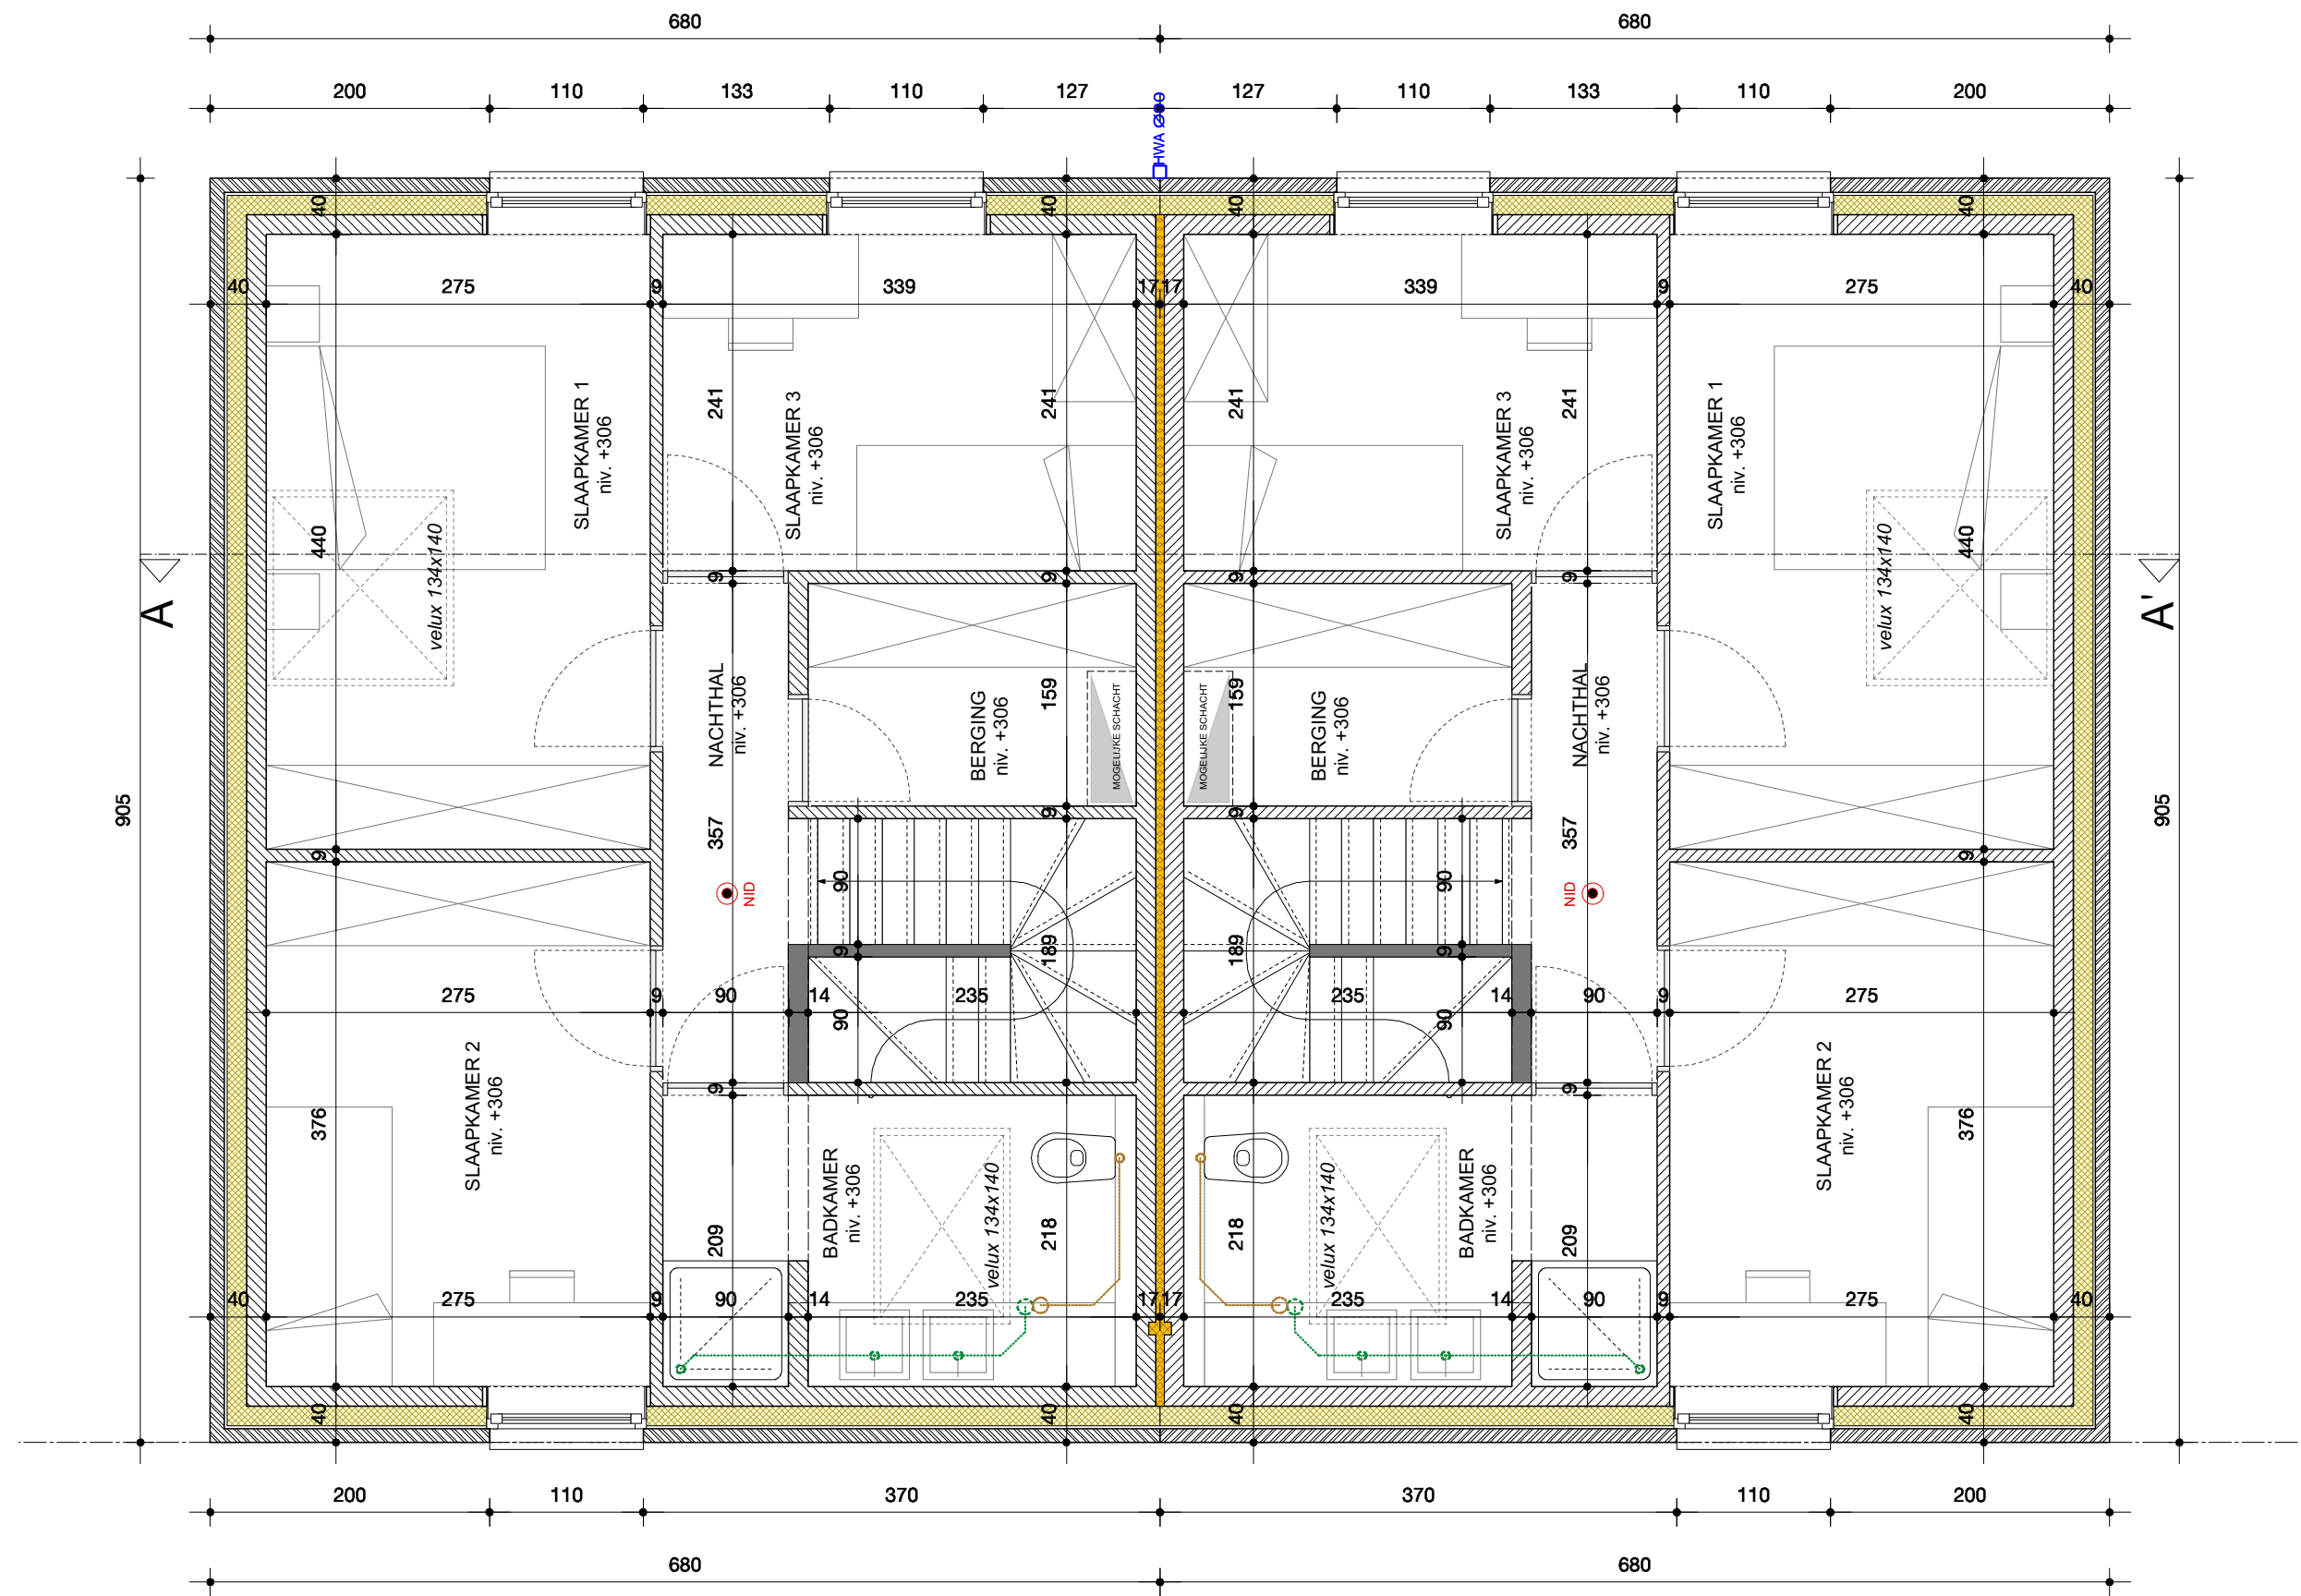 680 680
200 110 133 110 127 127 110 133 110 200
HWA Ø80
40 40 40 40
40 275 9 339 17 17 339 9 275 40
SLAAPKAMER 1
niv. +306
241
SLAAPKAMER 3
niv. +306
241
241
SLAAPKAMER 3
niv. +306
241
SLAAPKAMER 1
niv. +306
440
velux 134x140
9 9 9 9
velux 134x140
440
A
A'
905
NACHTHAL
niv. +306
BERGING
niv. +306
159
MOGELIJKE SCHACHT
MOGELIJKE SCHACHT
159
BERGING
niv. +306
NACHTHAL
niv. +306
905
9 357 9 9 357 9
NID
90 90
NID
9 189 189 9
275 9 90 14 235 235 14 90 9 275
90 90
SLAAPKAMER 2
niv. +306
9 9
SLAAPKAMER 2
niv. +306
376
209
BADKAMER
niv. +306
velux 134x140
218
218
velux 134x140
BADKAMER
niv. +306
209
376
40 275 9 90 14 235 17 17 235 14 90 9 275 40
40 40 40 40
200 110 370 370 110 200
680 680